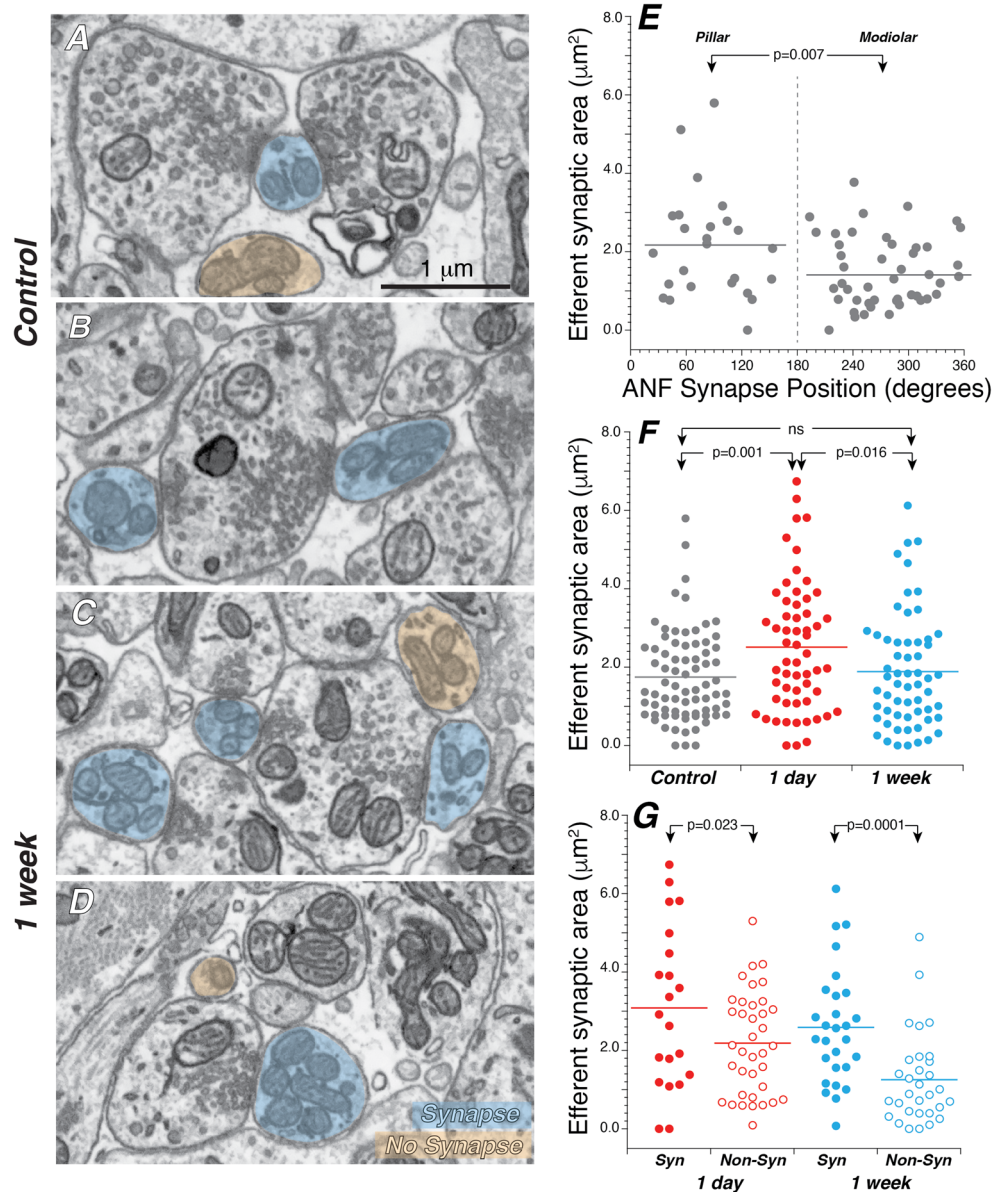 Control
1 week
A
1 μm
B
C
D
Synapse
No Synapse
E
Pillar
Modiolar
p=0.007
Efferent synaptic area (μm2)
8.0
6.0
4.0
2.0
0.0
0
60
120
180
240
300
360
ANF Synapse Position (degrees)
F
ns
p=0.001
p=0.016
Efferent synaptic area (μm2)
8.0
6.0
4.0
2.0
0.0
Control
1 day
1 week
G
p=0.023
p=0.0001
Efferent synaptic area (μm2)
8.0
6.0
4.0
2.0
0.0
Syn
Non-Syn
Syn
Non-Syn
1 day
1 week